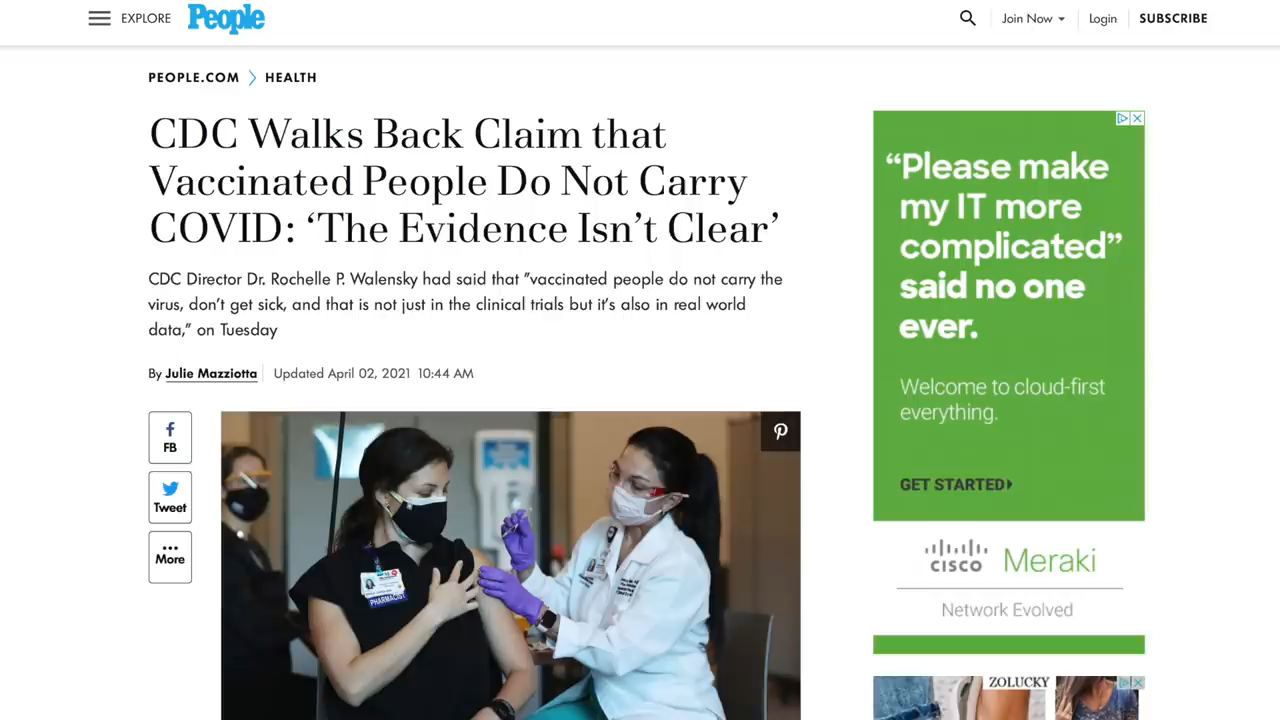 EXPLORE People
Join Now Login SUBSCRIBE
PEOPLE.COM HEALTH
CDC Walks Back Claim that
Vaccinated People Do Not Carry
COVID: ‘The Evidence Isn’t Clear’
CDC Director Dr. Rochelle P. Walensky had said that "vaccinated people do not carry the
virus, don't get sick, and that is not just in the clinical trials but it's also in real world
data," on Tuesday
By Julie Mazziotta Updated April 02, 2021 10:44 AM
FB
Tweet
More
PHARMACIST
“Please make
my IT more
complicated”
said no one
ever.
Welcome to cloud-first
everything.
GET STARTED
CISCO Meraki
Network Evolved
ZOLUCKY